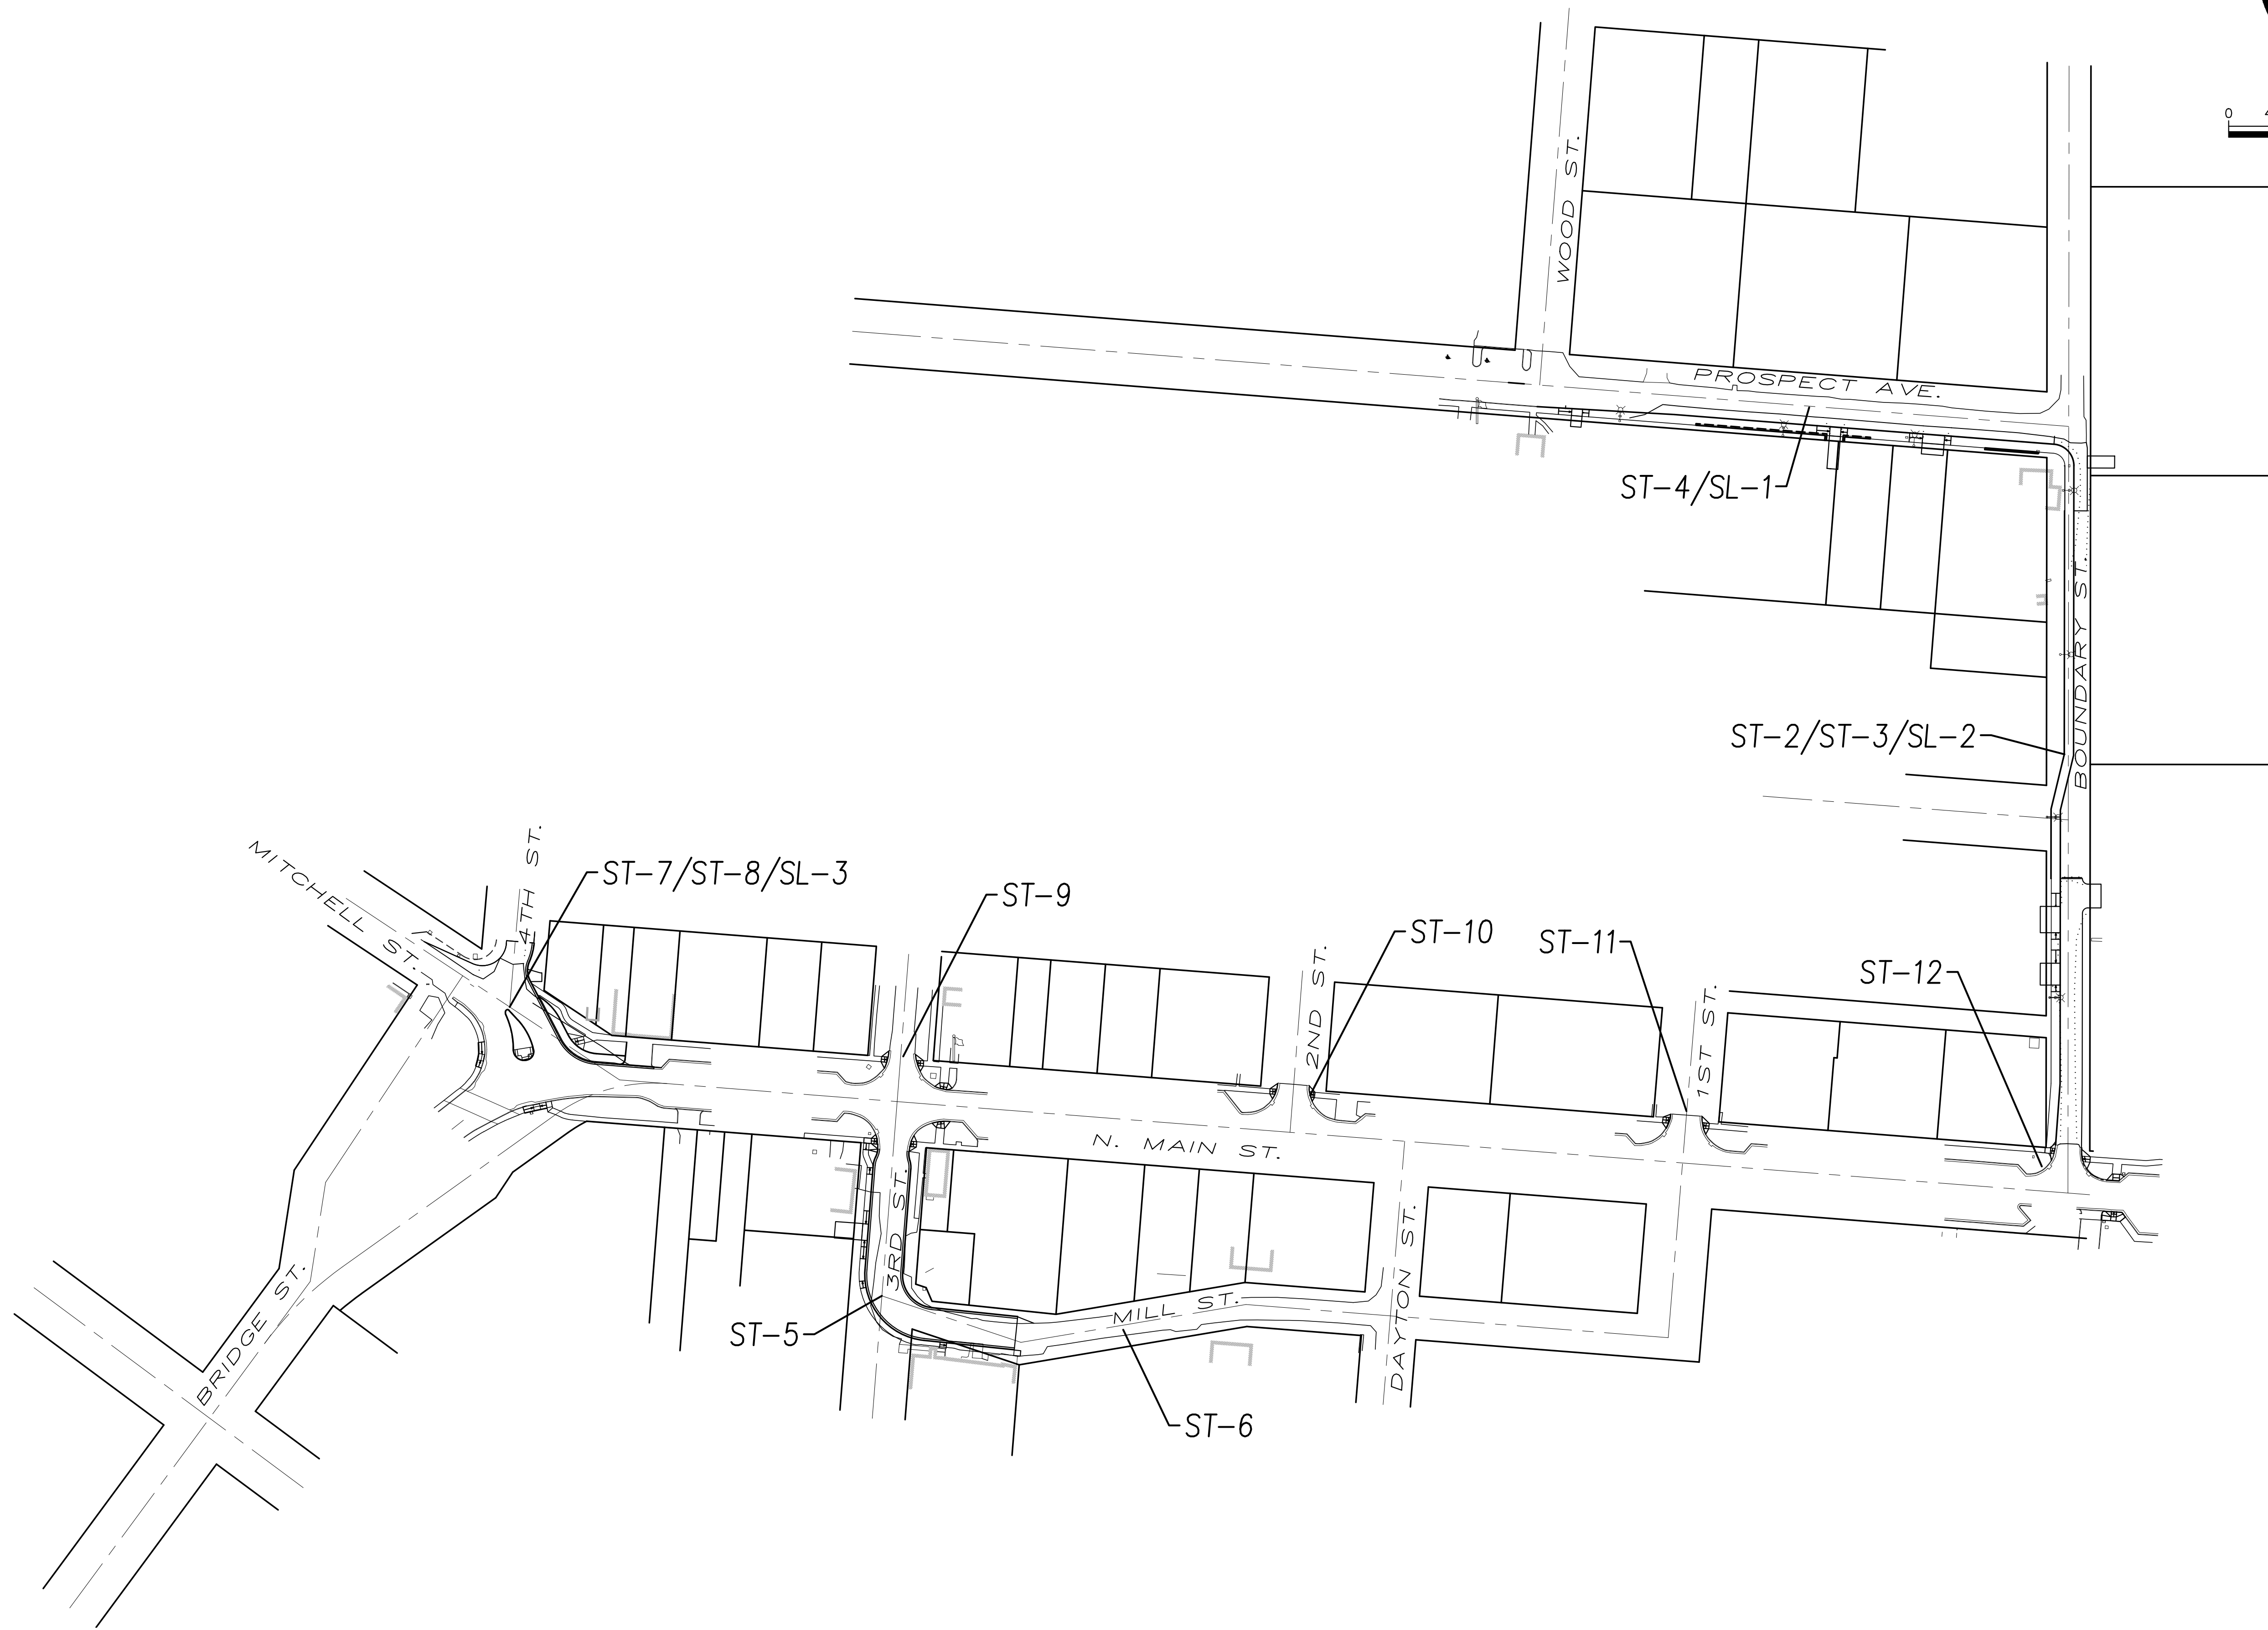 0
WOOD ST.
PROSPECT AVE.
ST-4/SL-1
BOUNDARY ST.
ST-2/ST-3/SL-2
MITCHELL ST.
4TH ST.
ST-7/ST-8/SL-3
ST-9
2ND ST.
ST-10
ST-11
1ST ST.
ST-12
N. MAIN ST.
3RD ST.
DAYTON ST.
MILL ST.
BRIDGE ST.
ST-5
ST-6